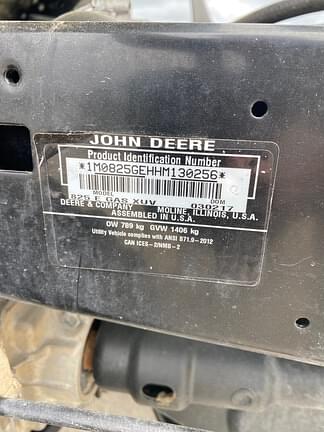 JOHN DEERE
Product Identification Number
*1M0825GEHHM130256*
MODEL DOM
825 E GAS XUV 030217
DEERE & COMPANY MOLINE, ILLINOIS, U.S.A.
ASSEMBLED IN U.S.A.
OW 789 kg GVW 1406 kg
Utility Vehicle complies with ANSI B71.9-2012
CAN ICES-2/NMB-2